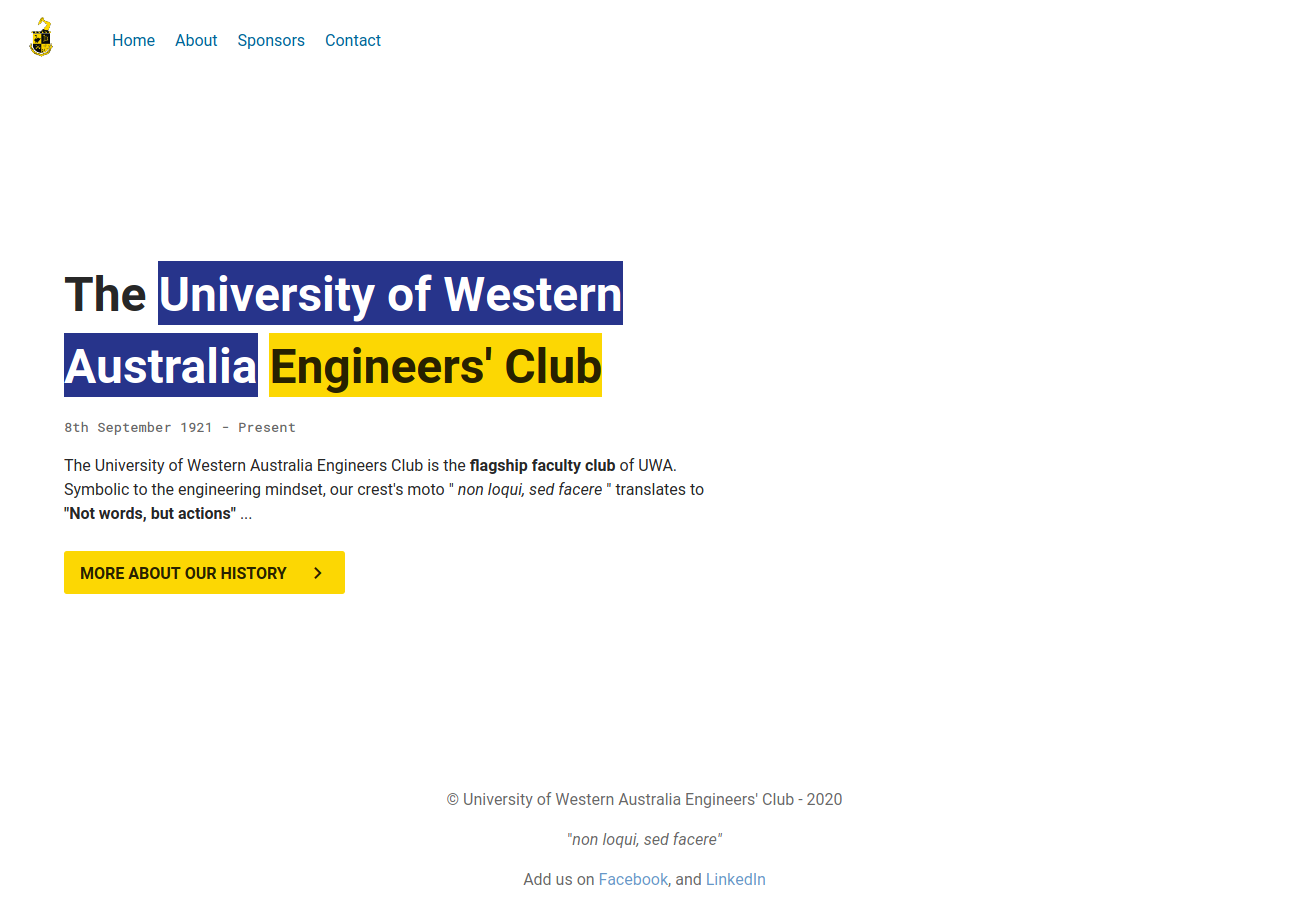 Home About Sponsors Contact
The University of Western
Australia Engineers' Club
8th September 1921 - Present
The University of Western Australia Engineers Club is the flagship faculty club of UWA.
Symbolic to the engineering mindset, our crest's moto " non loqui, sed facere " translates to
"Not words, but actions" ...
MORE ABOUT OUR HISTORY
© University of Western Australia Engineers' Club - 2020
"non loqui, sed facere"
Add us on Facebook, and LinkedIn